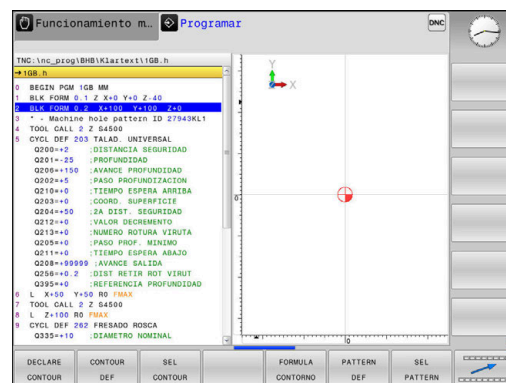 Funcionamiento m... Programar
DNC
TNC:\nc_prog\BHB\Klartext\1GB.h
→1GB.h
0 BEGIN PGM 1GB MM
1 BLK FORM 0.1 Z X+0 Y+0 Z-40
2 BLK FORM 0.2 X+100 Y+100 Z+0
3 * - Machine hole pattern ID 27943KL1
4 TOOL CALL 2 Z S4500
5 CYCL DEF 203 TALAD. UNIVERSAL
Q200=+2 ;DISTANCIA SEGURIDAD
Q201=-25 ;PROFUNDIDAD
Q206=+150 ;AVANCE PROFUNDIDAD
Q202=+5 ;PASO PROFUNDIZACION
Q210=+0 ;TIEMPO ESPERA ARRIBA
Q203=+0 ;COORD. SUPERFICIE
Q204=+50 ;2A DIST. SEGURIDAD
Q212=+0 ;VALOR DECREMENTO
Q213=+0 ;NUMERO ROTURA VIRUTA
Q205=+0 ;PASO PROF. MINIMO
Q211=+0 ;TIEMPO ESPERA ABAJO
Q208=+99999 ;AVANCE SALIDA
Q256=+0.2 ;DIST RETIR ROT VIRUT
Q395=+0 ;REFERENCIA PROFUNDIDAD
6 L X+50 Y+50 R0 FMAX
7 TOOL CALL 2 Z S4500
8 L Z+100 R0 FMAX
9 CYCL DEF 262 FRESADO ROSCA
Q335=+10 ;DIAMETRO NOMINAL
Y
X
0
0
DECLARE CONTOUR
CONTOUR DEF
SEL CONTOUR
FORMULA CONTORNO
PATTERN DEF
SEL PATTERN